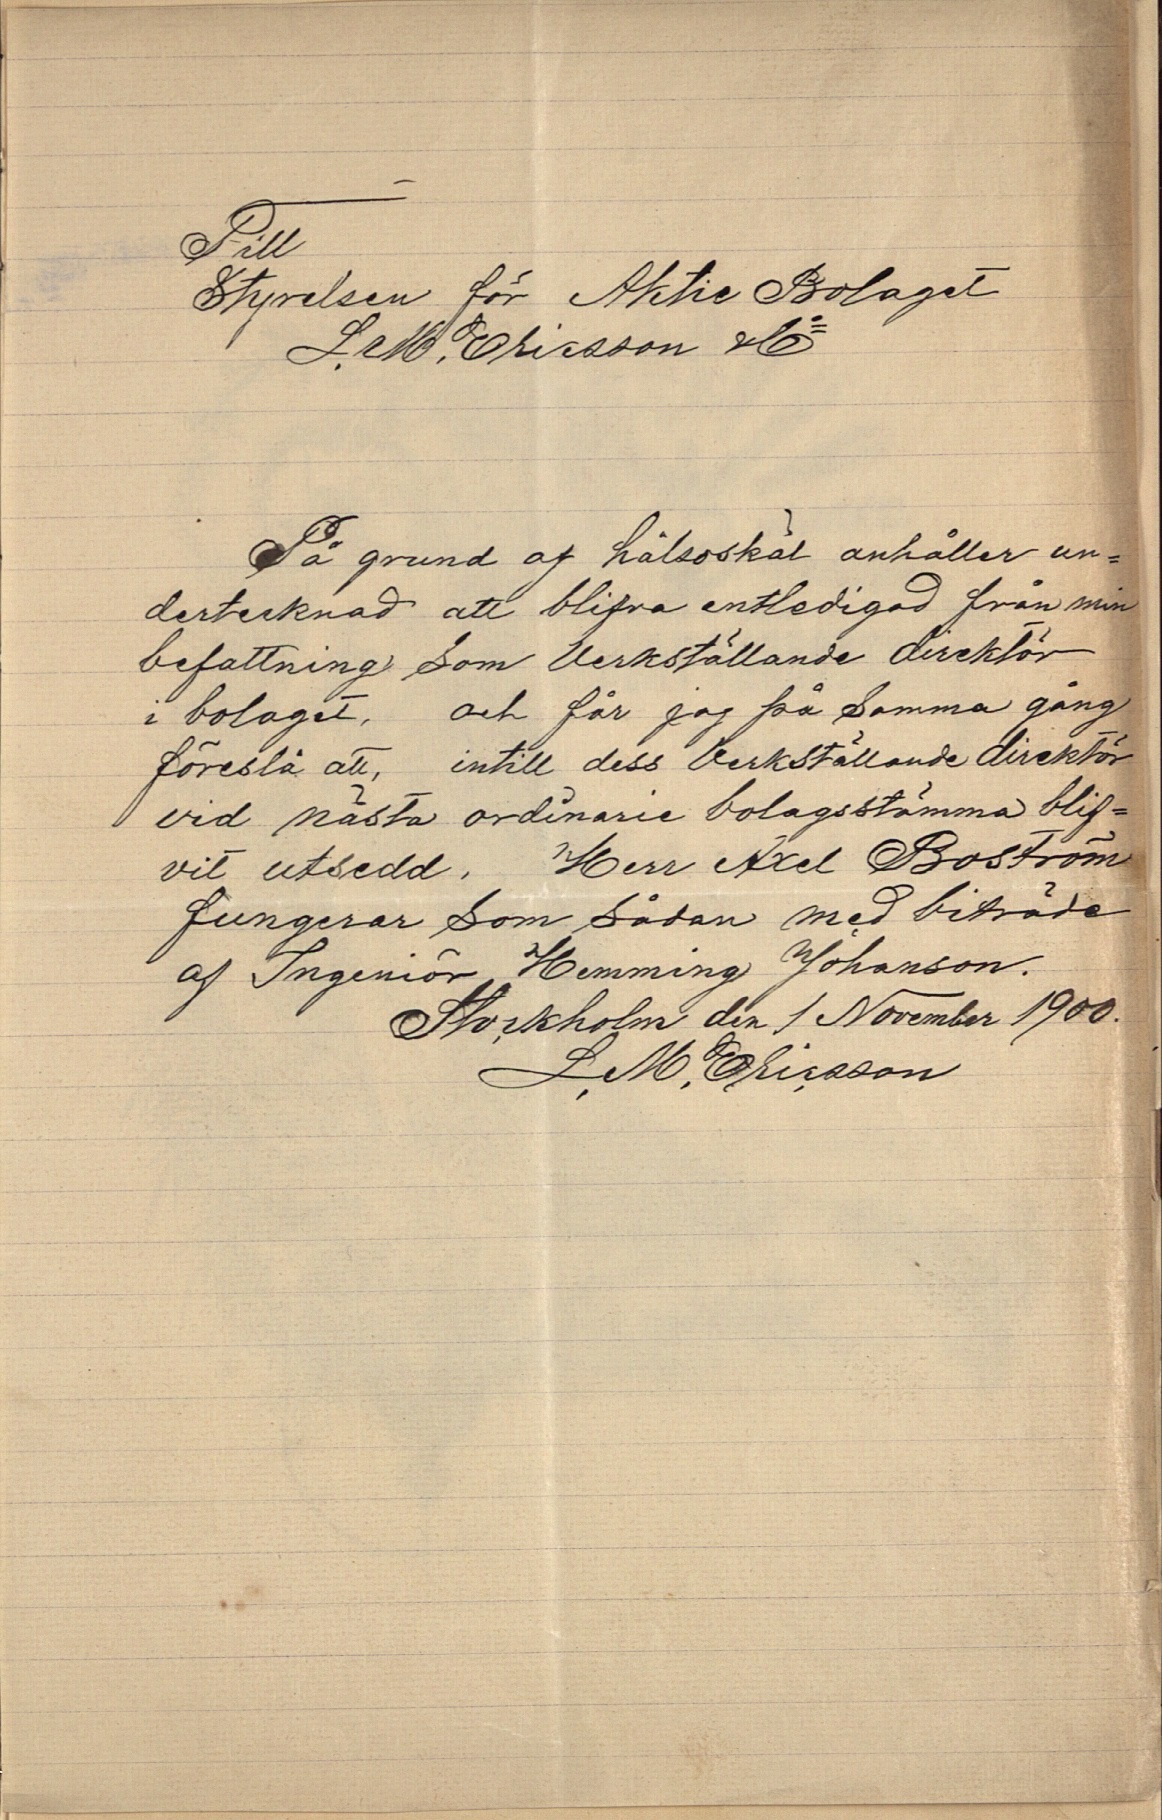 Till
Styrelsen för Aktie Bolaget
L. M. Ericsson & Co
På grund af hälsoskäl anhåller un=
dertecknad att blifva entledigad från min
befattning som Verkställande direktör
i bolaget, och får jag på samma gång
föreslå att, intill dess Verkställande direktör
vid nästa ordinarie bolagsstämma blif=
vit utsedd, Herr Axel Boström
fungerar som sådan med biträde
af Ingeniör Hemming Johanson.
Stockholm den 1 November 1900.
L. M. Ericsson